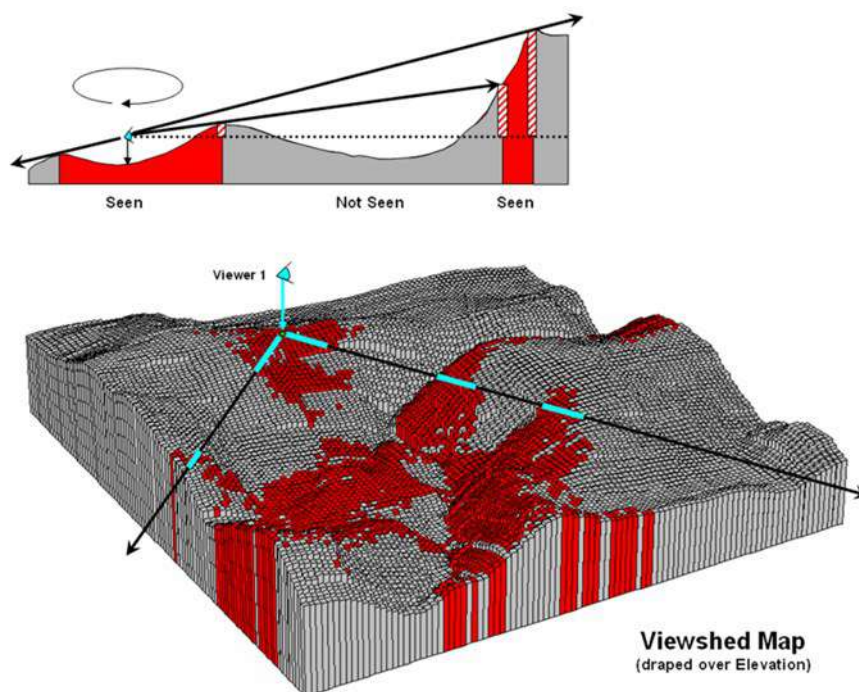 Seen
Not Seen
Seen
Viewer 1
Viewshed Map
(draped over Elevation)